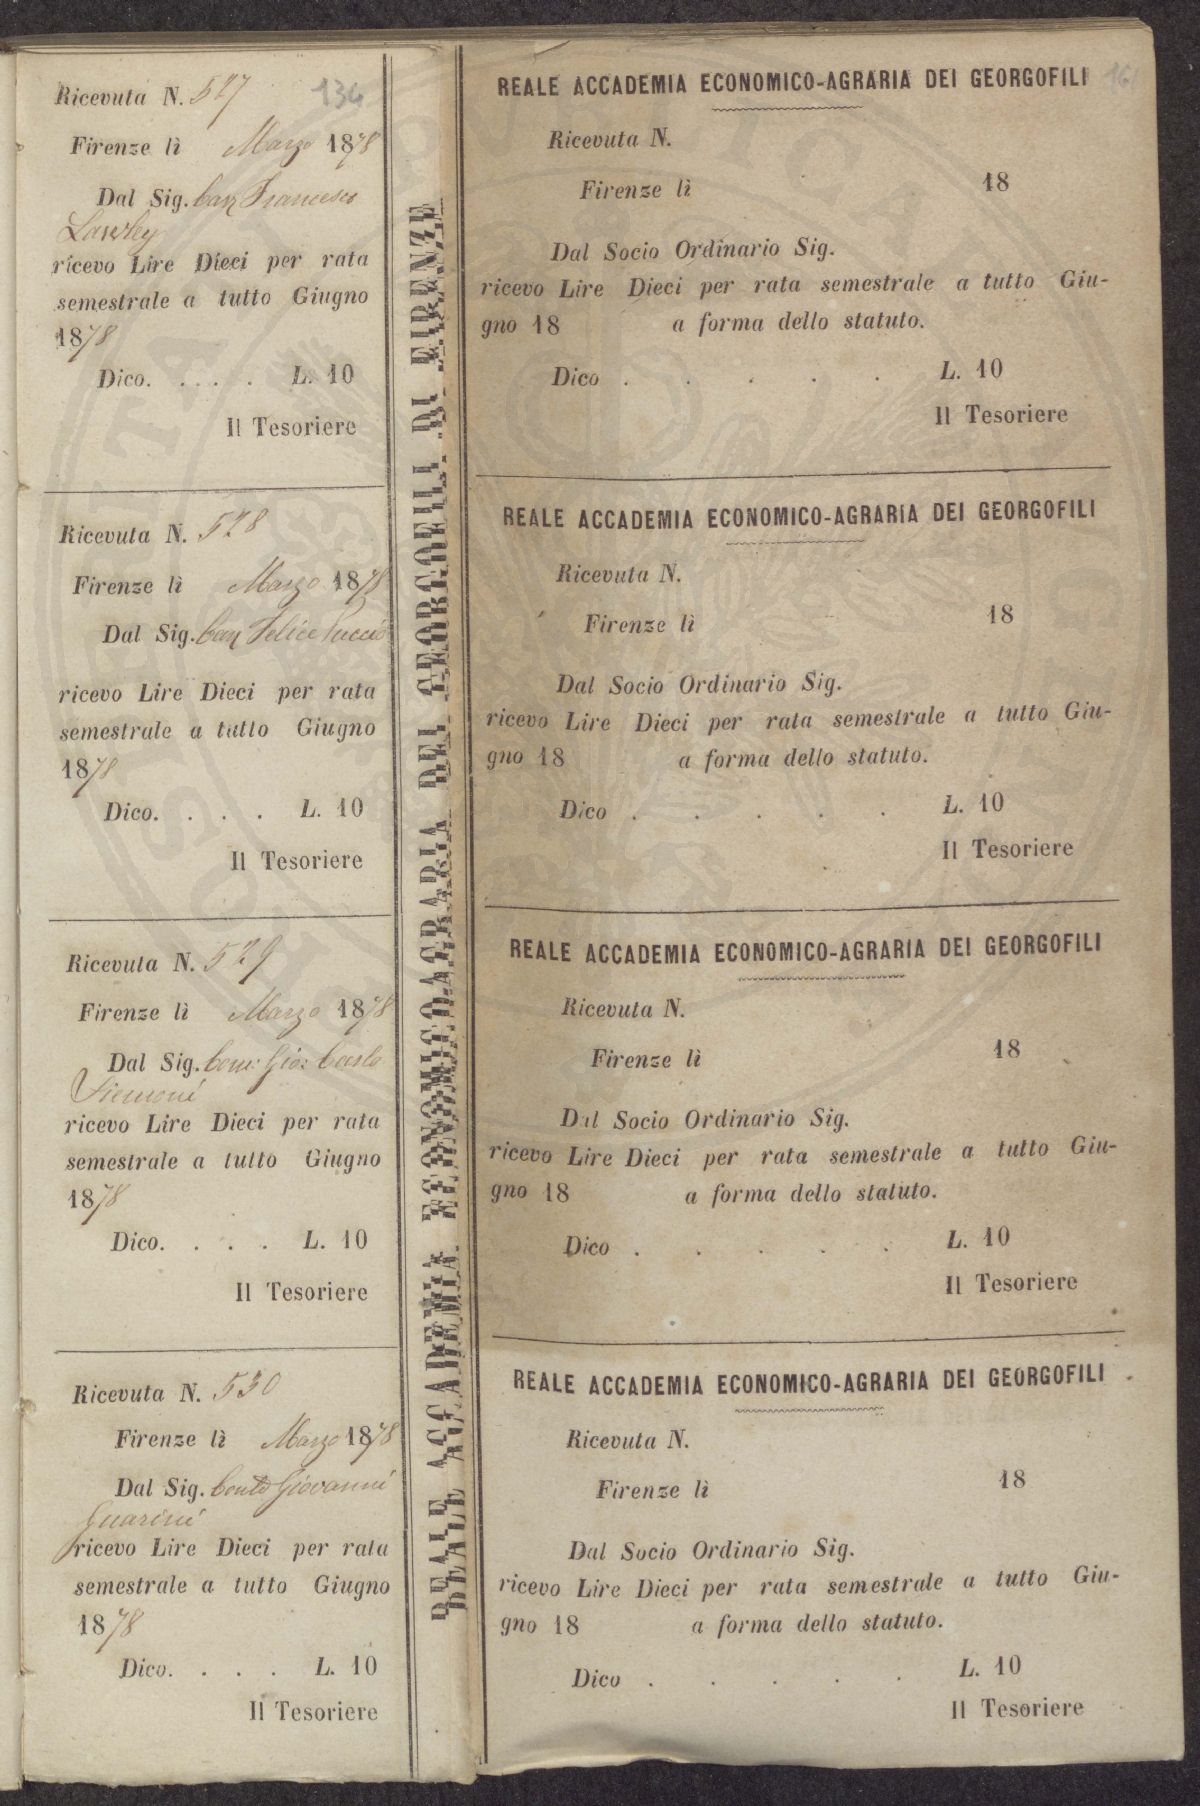 134
Ricevuta N. 527
Firenze lì Marzo 1878
Dal Sig. Cav Francesco
Lawley
ricevo Lire Dieci per rata
semestrale a tutto Giugno
1878
Dico. . . . . L. 10
Il Tesoriere
Ricevuta N. 528
Firenze lì Marzo 1878
Dal Sig. Cav Felice Puccio
ricevo Lire Dieci per rata
semestrale a tutto Giugno
1878
Dico. . . . L. 10
Il Tesoriere
Ricevuta N. 529
Firenze lì Marzo 1878
Dal Sig. Com: Gio: Carlo
Siemoni
ricevo Lire Dieci per rata
semestrale a tutto Giugno
1878
Dico. . . . L. 10
Il Tesoriere
Ricevuta N. 530
Firenze lì Marzo 1878
Dal Sig. Conte Giovanni
Guarini
ricevo Lire Dieci per rata
semestrale a tutto Giugno
1878
Dico. . . . L. 10
Il Tesoriere
REALE ACCADEMIA ECONOMICO-AGRARIA DEI GEORGOFILI DI FIRENZE
REALE ACCADEMIA ECONOMICO-AGRARIA DEI GEORGOFILI
Ricevuta N.
Firenze lì 18
Dal Socio Ordinario Sig.
ricevo Lire Dieci per rata semestrale a tutto Giu-
gno 18 a forma dello statuto.
Dico . . . . . L. 10
Il Tesoriere
REALE ACCADEMIA ECONOMICO-AGRARIA DEI GEORGOFILI
Ricevuta N.
Firenze lì 18
Dal Socio Ordinario Sig.
ricevo Lire Dieci per rata semestrale a tutto Giu-
gno 18 a forma dello statuto.
Dico . . . . . L. 10
Il Tesoriere
REALE ACCADEMIA ECONOMICO-AGRARIA DEI GEORGOFILI
Ricevuta N.
Firenze lì 18
Dal Socio Ordinario Sig.
ricevo Lire Dieci per rata semestrale a tutto Giu-
gno 18 a forma dello statuto.
Dico . . . . . L. 10
Il Tesoriere
REALE ACCADEMIA ECONOMICO-AGRARIA DEI GEORGOFILI
Ricevuta N.
Firenze lì 18
Dal Socio Ordinario Sig.
ricevo Lire Dieci per rata semestrale a tutto Giu-
gno 18 a forma dello statuto.
Dico . . . . . L. 10
Il Tesoriere